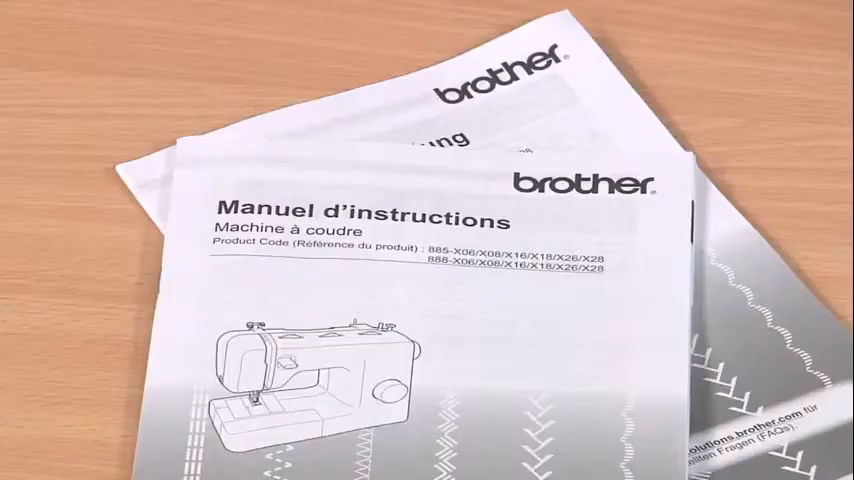 brother
brother
Manuel d'instructions
Machine à coudre
Product Code (Référence du produit) : 885-X06/X08/X16/X18/X26/X28
888-X06/X08/X16/X18/X26/X28
solutions.brother.com für
Fragen (FAQs).